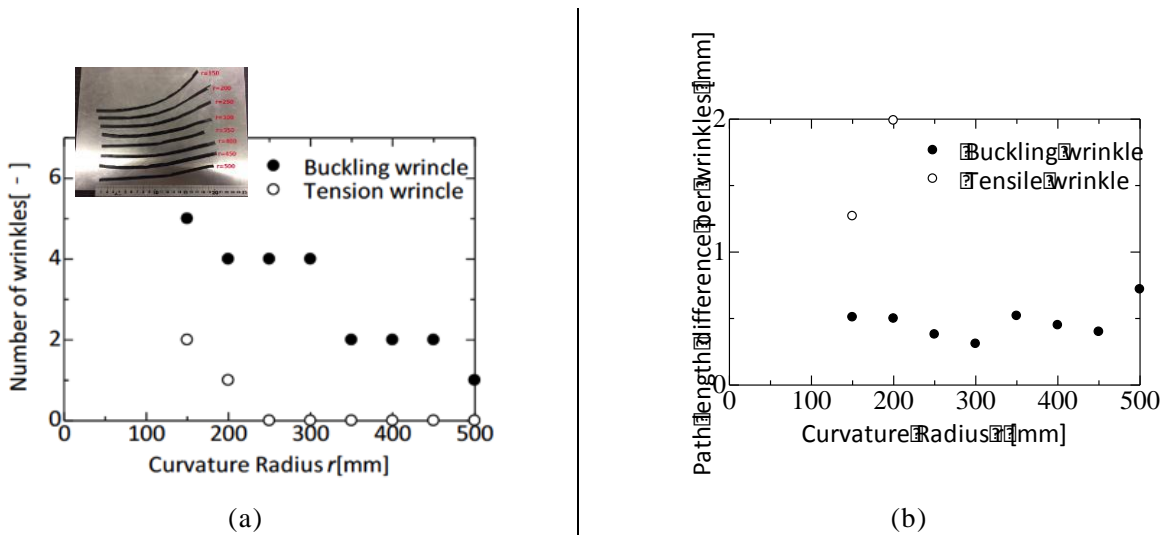 r=150
r=200
r=250
r=300
r=350
r=400
r=450
r=500
Buckling wrincle
Tension wrincle
Number of wrinkles[ - ]
6
4
2
0
0 100 200 300 400 500
Curvature Radius r[mm]
(a)
Path length difference per wrinkles [mm]
2
1
0
Buckling wrinkle
Tensile wrinkle
0 100 200 300 400 500
Curvature Radius r [mm]
(b)